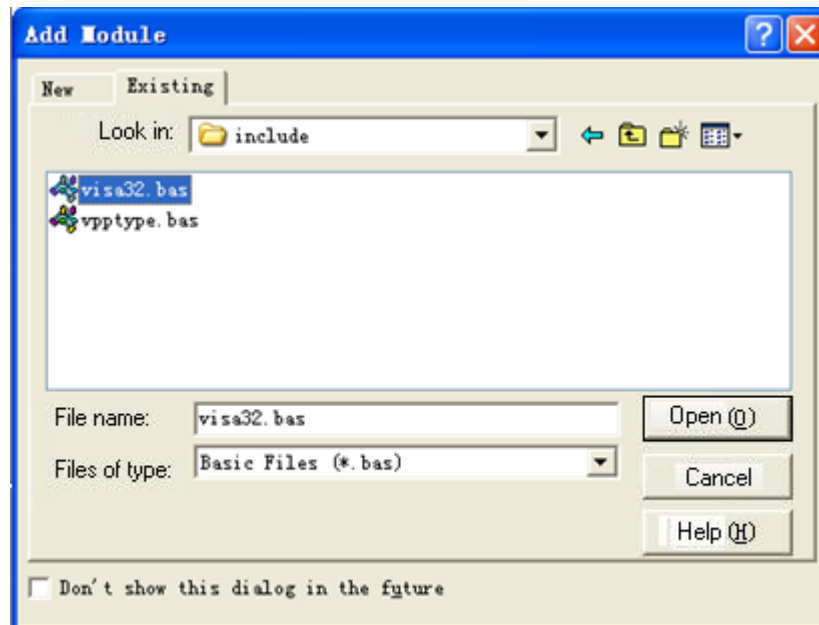 Add Module
New Existing
Look in: include
visa32.bas
vpptype.bas
File name: visa32.bas Open (O)
Files of type: Basic Files (*.bas)
Cancel
Help (H)
Don't show this dialog in the future